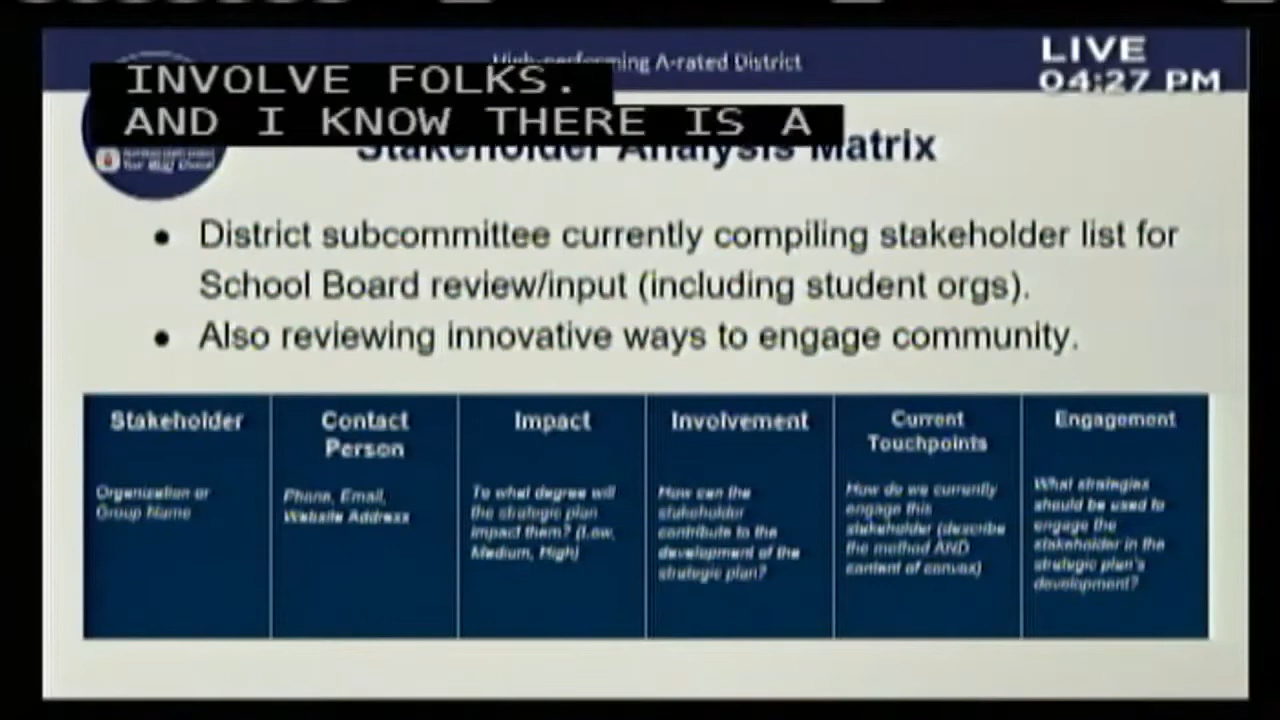 High-performing A-rated District
LIVE
04:27 PM
INVOLVE FOLKS.
AND I KNOW THERE IS A
Stakeholder Analysis Matrix
• District subcommittee currently compiling stakeholder list for
School Board review/input (including student orgs).
• Also reviewing innovative ways to engage community.
Stakeholder
Organization or
Group Name
Contact
Person
Phone, Email,
Website Address
Impact
To what degree will
the strategic plan
impact them? (Low,
Medium, High)
Involvement
How can the
stakeholder
contribute to the
development of the
strategic plan?
Current
Touchpoints
How do we currently
engage this
stakeholder (describe
the method AND
content of convos)
Engagement
What strategies
should be used to
engage the
stakeholder in the
strategic plan's
development?